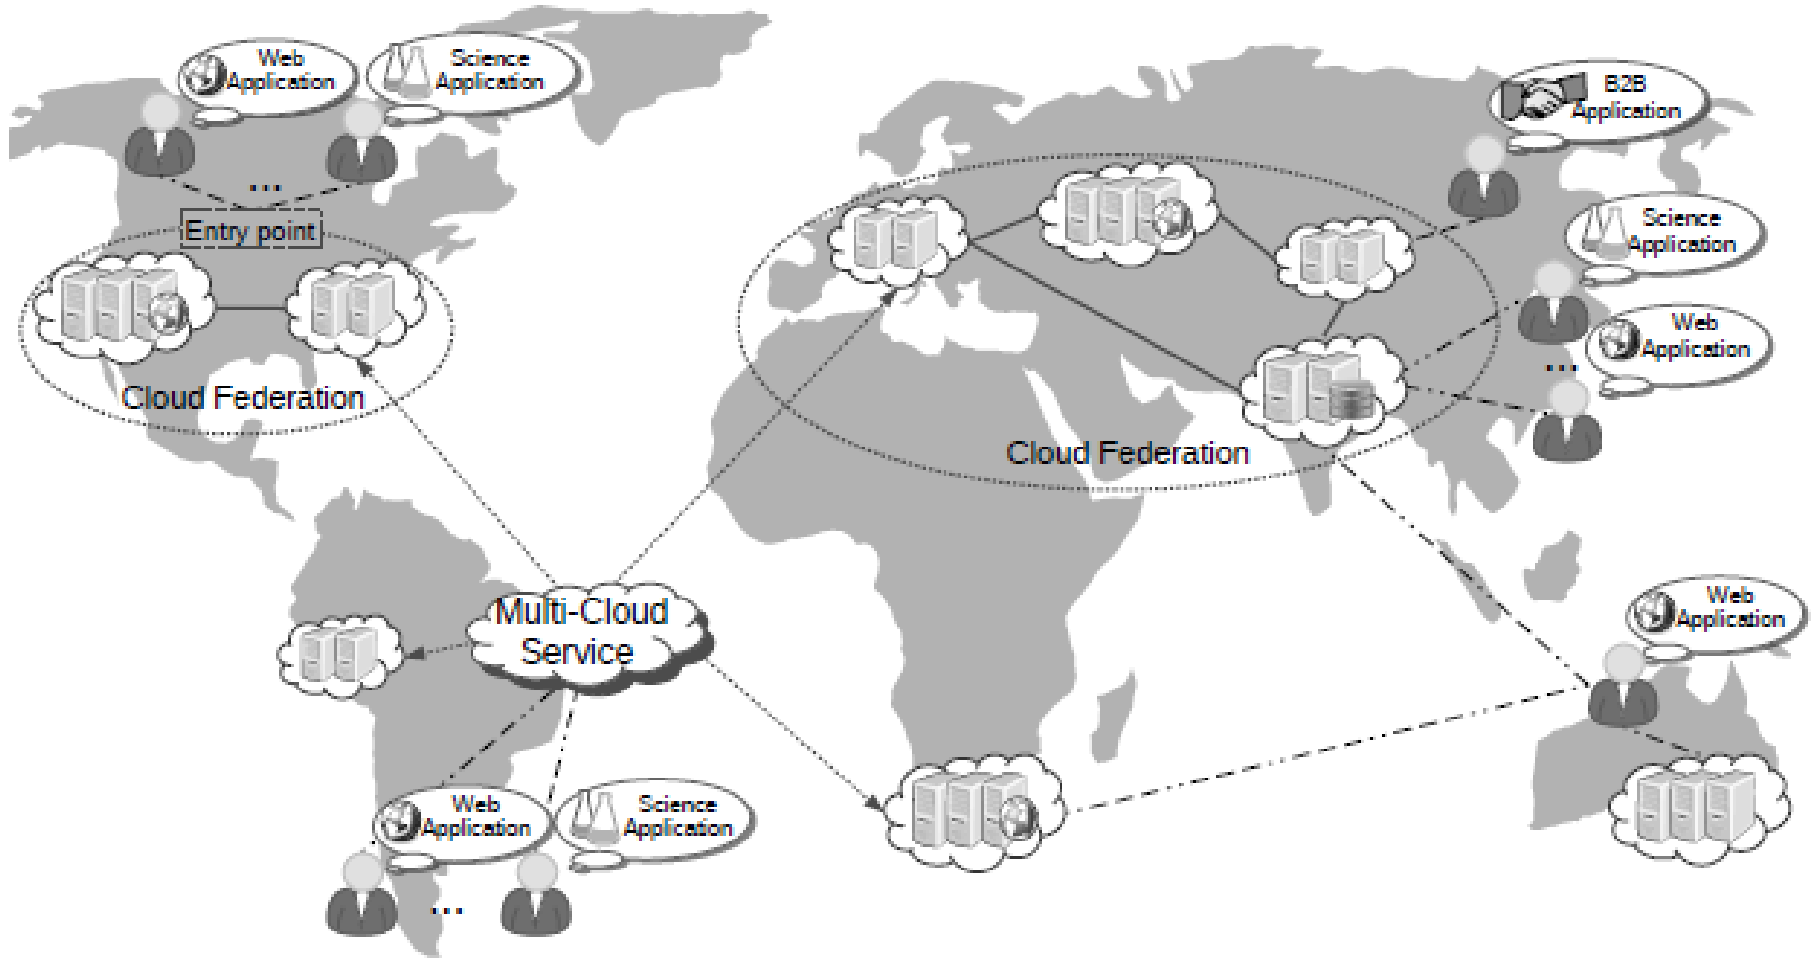 Web
Application
Science
Application
B2B
Application
...
Entry point
Science
Application
Web
Application
...
Cloud Federation
Cloud Federation
Multi-Cloud
Service
Web
Application
Web
Application
Science
Application
...